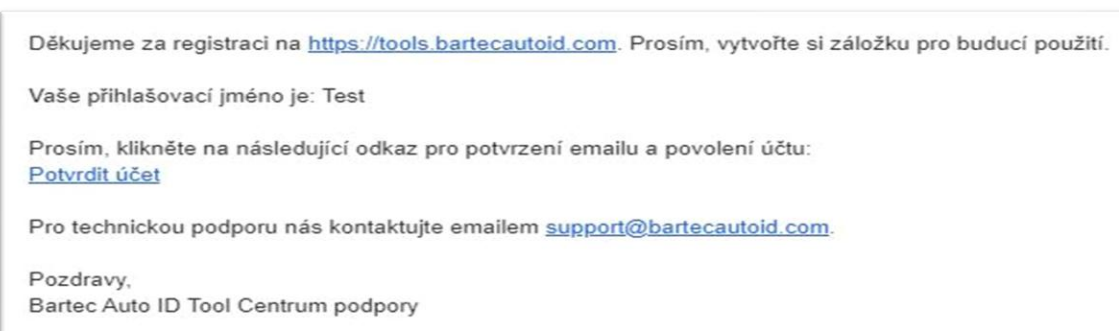 Děkujeme za registraci na https://tools.bartecautoid.com. Prosím, vytvořte si záložku pro buducí použití.
Vaše přihlašovací jméno je: Test
Prosím, klikněte na následující odkaz pro potvrzení emailu a povolení účtu:
Potvrdit účet
Pro technickou podporu nás kontaktujte emailem support@bartecautoid.com.
Pozdravy,
Bartec Auto ID Tool Centrum podpory